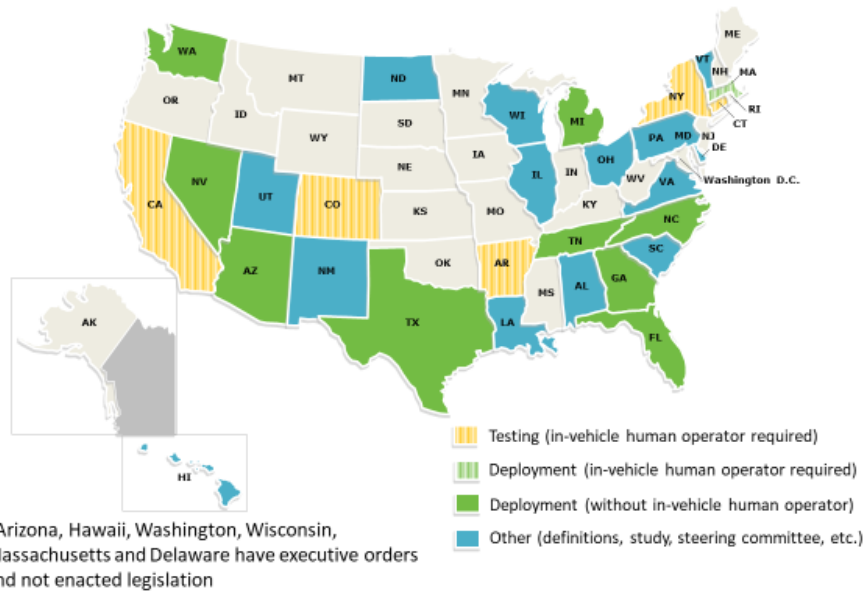 ME
WA
VT
NH
MA
MT
ND
MN
OR
NY
ID
WI
RI
SD
MI
CT
WY
PA
MD
NJ
DE
IA
NE
OH
Washington D.C.
NV
IL
IN
WV
VA
UT
CA
CO
KS
MO
KY
NC
TN
OK
AR
SC
AZ
NM
GA
AL
MS
TX
LA
AK
FL
HI
Testing (in-vehicle human operator required)
Deployment (in-vehicle human operator required)
Deployment (without in-vehicle human operator)
Other (definitions, study, steering committee, etc.)
Arizona, Hawaii, Washington, Wisconsin,
assachusetts and Delaware have executive orders
nd not enacted legislation